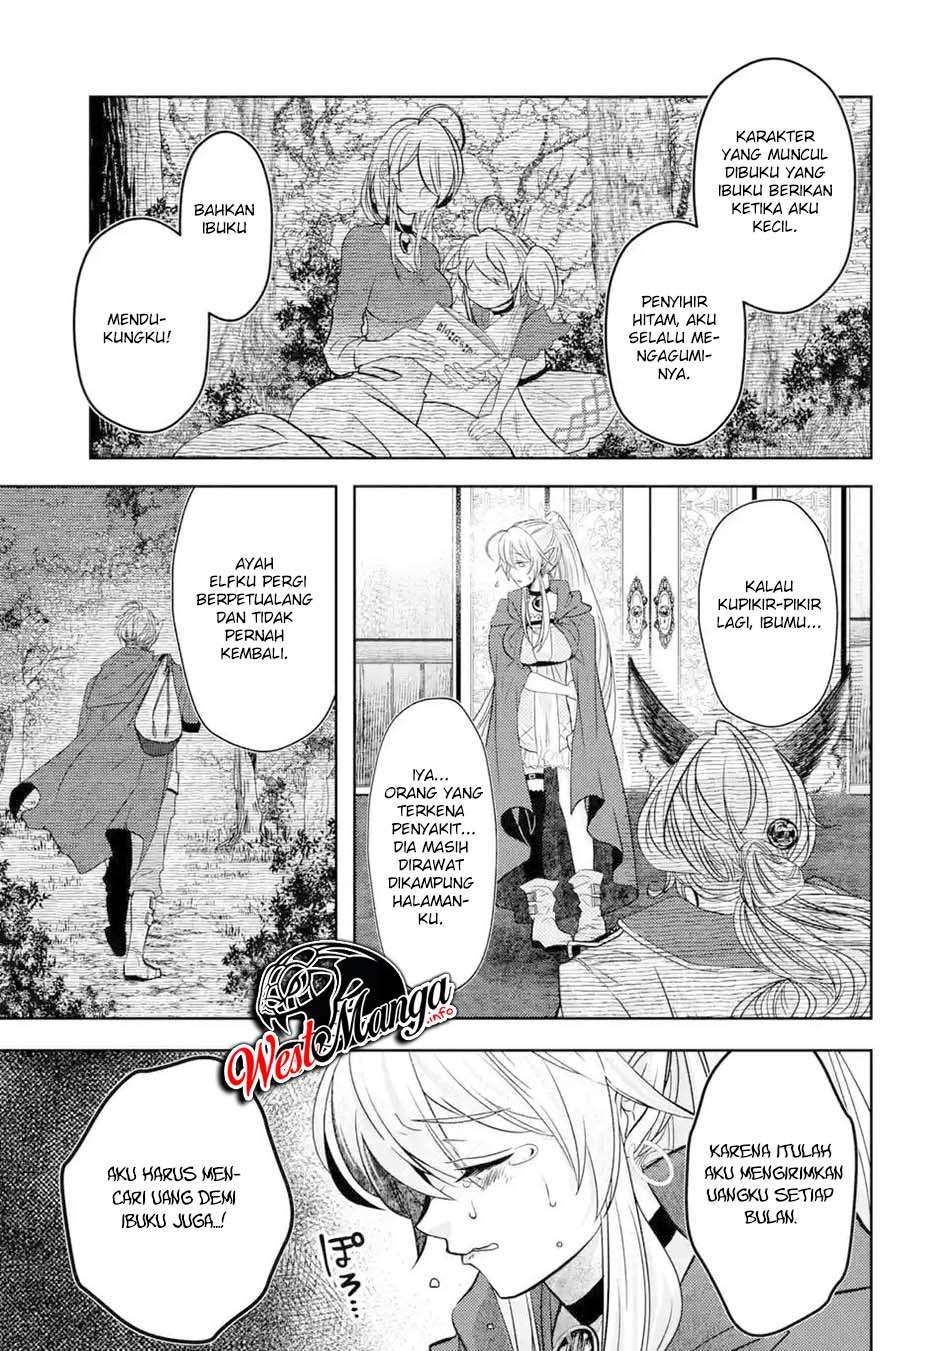 KARAKTER
YANG MUNCUL
DIBUKU YANG
IBUKU BERIKAN
KETIKA AKU
KECIL.
PENYIHIR
HITAM, AKU
SELALU ME-
NGAGUMI-
NYA.
BAHKAN
IBUKU
MENDU-
KUNGKU!
KALAU
KUPIKIR-PIKIR
LAGI, IBUMU...
IYA...
ORANG YANG
TERKENA
PENYAKIT...
DIA MASIH
DIRAWAT
DIKAMPUNG
HALAMAN-
KU.
AYAH
ELFKU PERGI
BERPETUALANG
DAN TIDAK
PERNAH
KEMBALI.
WESTMANGA
.info
KARENA ITULAH
AKU MENGIRIMKAN
UANGKU SETIAP
BULAN.
AKU HARUS MEN-
CARI UANG DEMI
IBUKU JUGA...!
ぽろ…